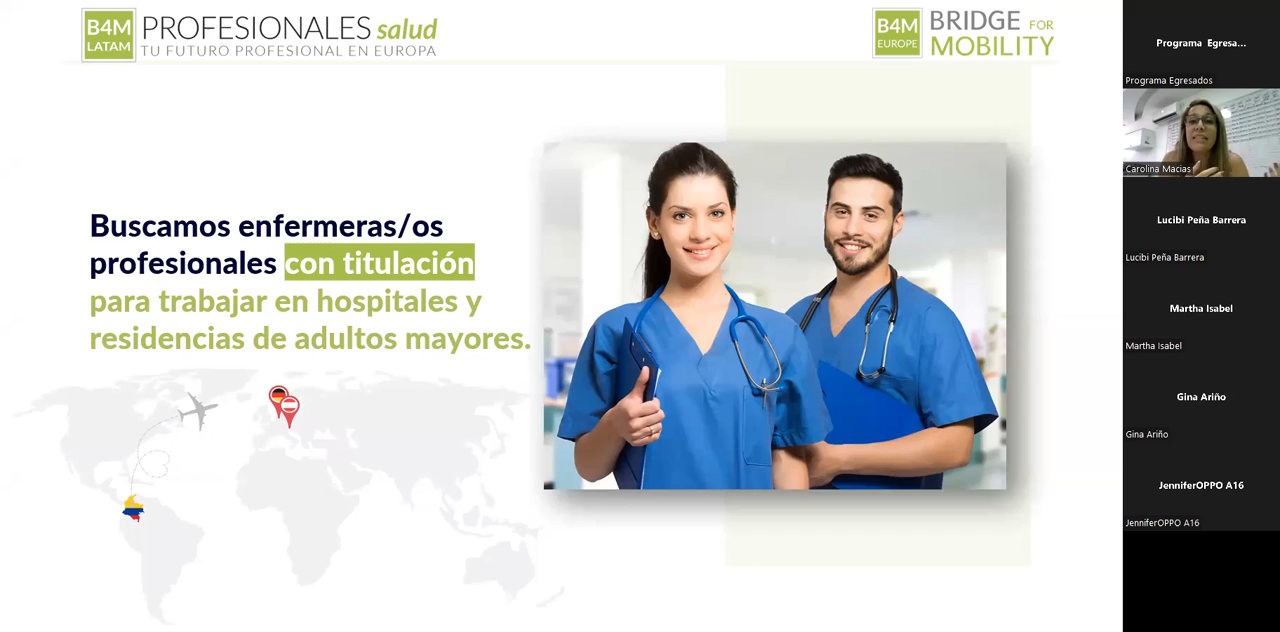 B4M
LATAM
PROFESIONALES salud
TU FUTURO PROFESIONAL EN EUROPA
B4M
EUROPE
BRIDGE FOR
MOBILITY
Buscamos enfermeras/os
profesionales con titulación
para trabajar en hospitales y
residencias de adultos mayores.
Programa Egresa...
Programa Egresados
Carolina Macias
Lucibi Peña Barrera
Lucibi Peña Barrera
Martha Isabel
Martha Isabel
Gina Ariño
Gina Ariño
JenniferOPPO A16
JenniferOPPO A16